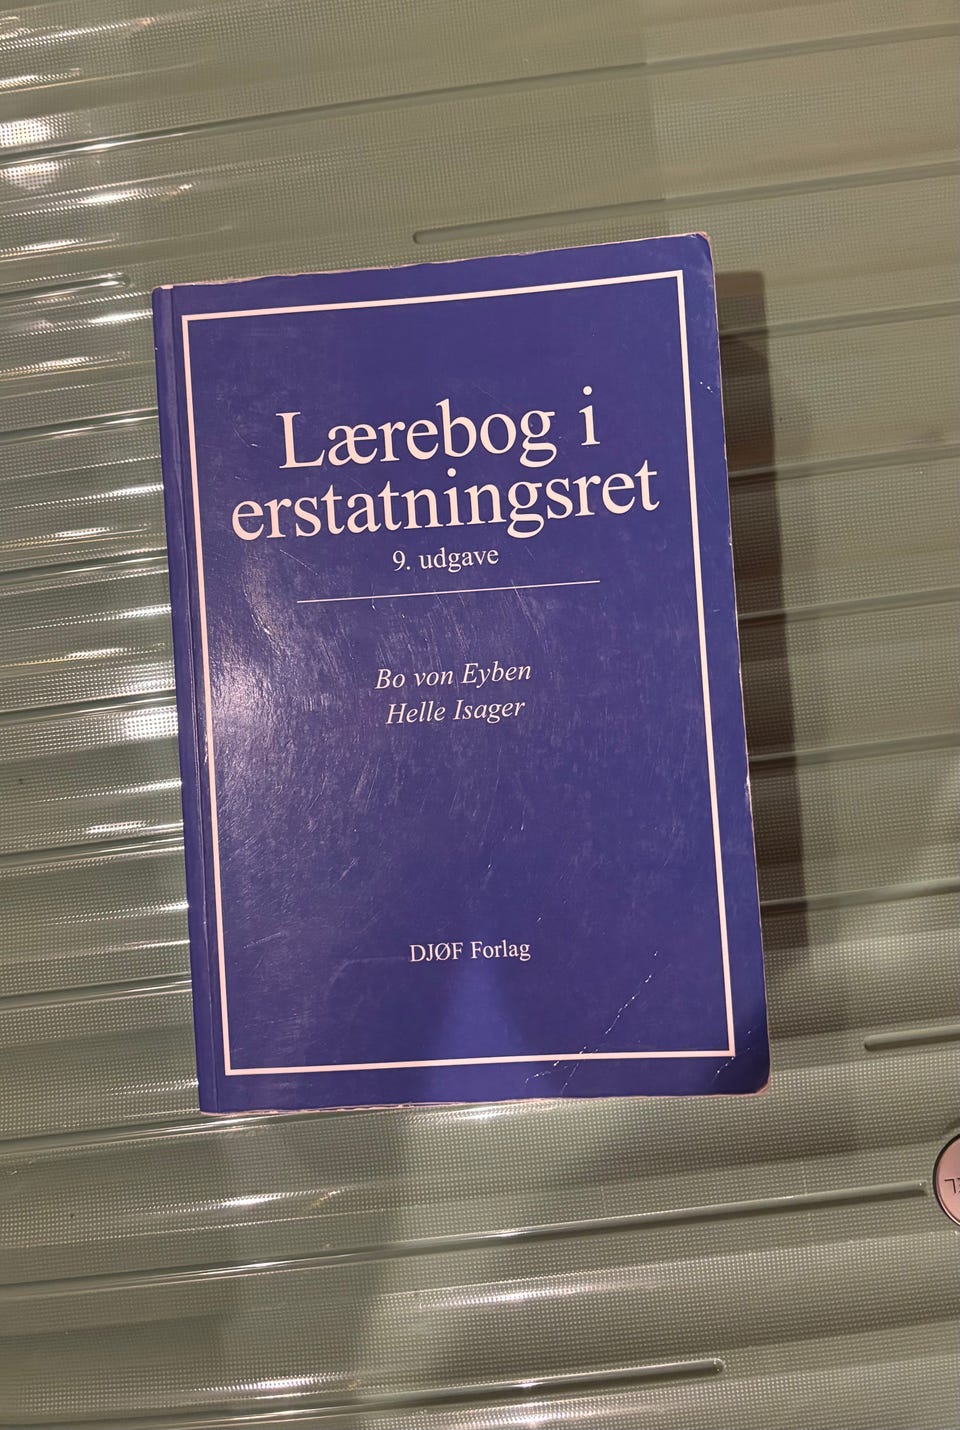 Lærebog i
erstatningsret
9. udgave
Bo von Eyben
Helle Isager
DJØF Forlag